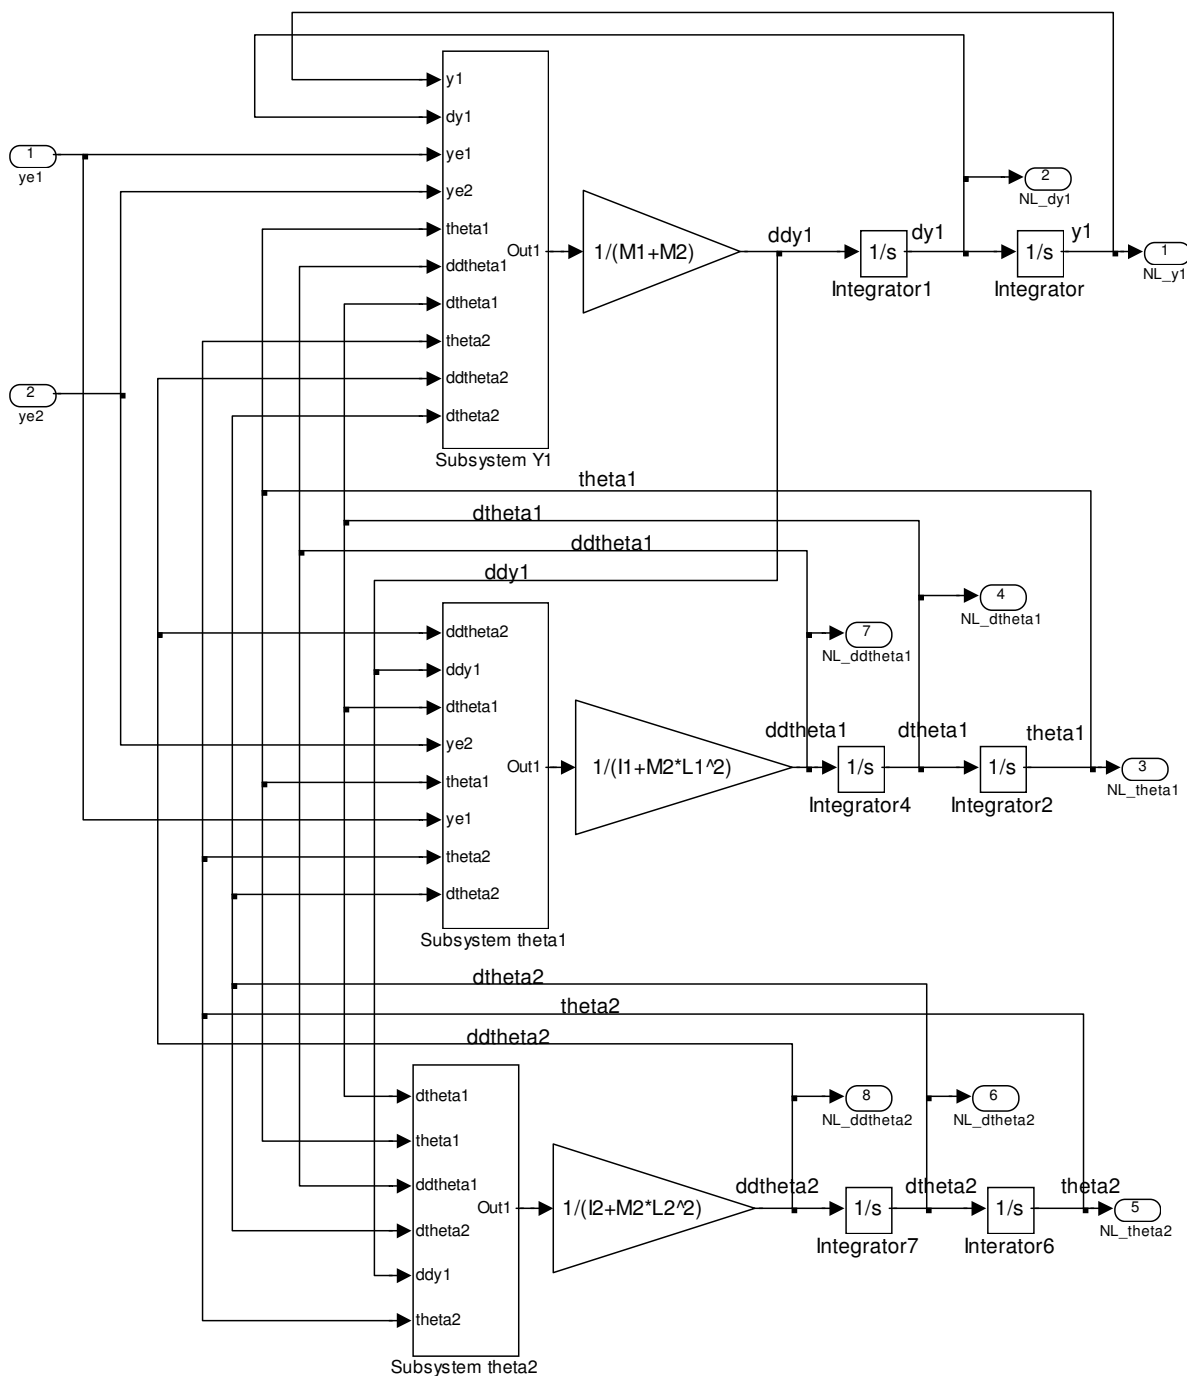 y1
dy1
1
ye1
ye1
ye2
2
NL_dy1
theta1
Out1
1/(M1+M2)
ddy1
1/s
dy1
1/s
y1
1
NL_y1
Integrator1
Integrator
ddtheta1
dtheta1
theta2
2
ye2
ddtheta2
dtheta2
Subsystem Y1
theta1
dtheta1
ddtheta1
ddy1
4
NL_dtheta1
ddtheta2
7
NL_ddtheta1
ddy1
dtheta1
ye2
theta1
Out1
1/(I1+M2*L1^2)
ddtheta1
1/s
dtheta1
1/s
theta1
3
NL_theta1
Integrator4
Integrator2
ye1
theta2
dtheta2
Subsystem theta1
dtheta2
theta2
ddtheta2
dtheta1
8
NL_ddtheta2
6
NL_dtheta2
theta1
ddtheta1
Out1
1/(I2+M2*L2^2)
ddtheta2
1/s
dtheta2
1/s
theta2
5
NL_theta2
Integrator7
Interator6
dtheta2
ddy1
theta2
Subsystem theta2